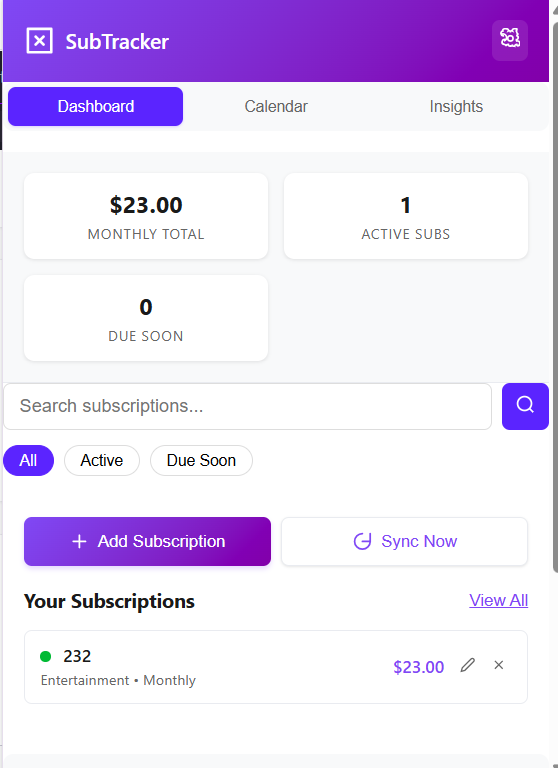 SubTracker
Dashboard Calendar Insights
$23.00 1
MONTHLY TOTAL ACTIVE SUBS
0
DUE SOON
Search subscriptions...
All Active Due Soon
Add Subscription Sync Now
Your Subscriptions View All
232
$23.00
Entertainment • Monthly